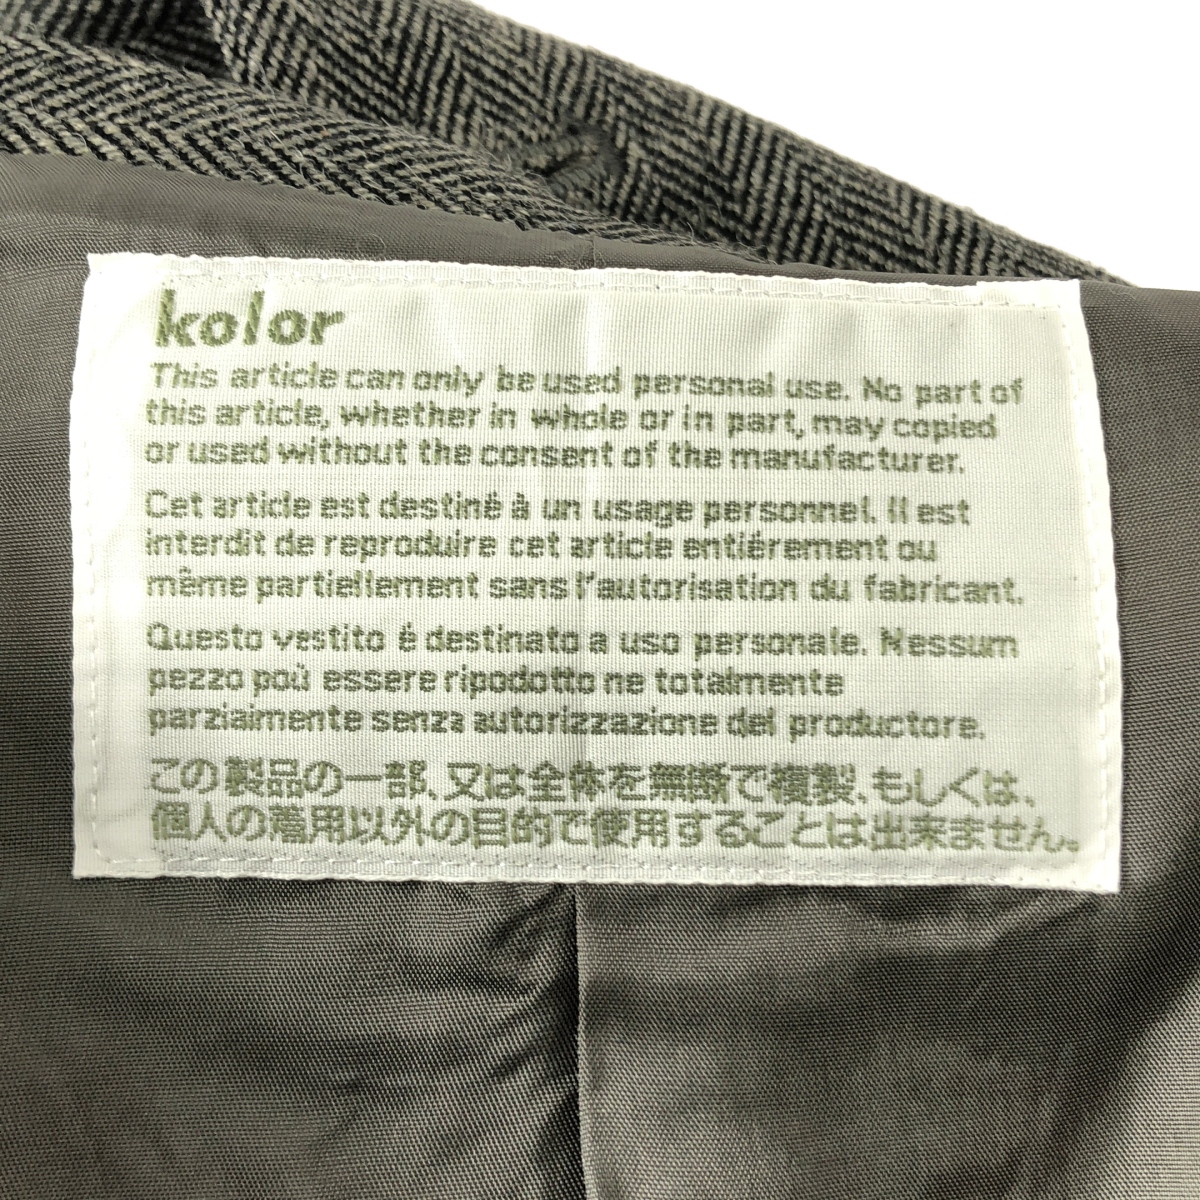 kolor
This article can only be used personal use. No part of
this article, whether in whole or in part, may copied
or used without the consent of the manufacturer.
Cet article est destiné à un usage personnel. Il est
interdit de reproduire cet article entiérement ou
même partiellement sans l'autorisation du fabricant.
Questo vestito é destinato a uso personale. Nessum
pezzo poù essere ripodotto ne totalmente
parzialmente senza autorizzazione del productore.
この製品の一部、又は全体を無断で複製、もしくは、
個人の着用以外の目的で使用することは出来ません。